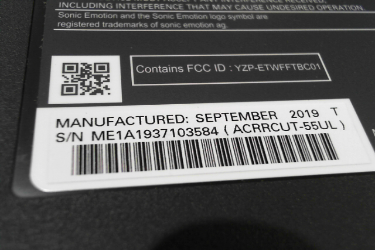 INCLUDING INTERFERENCE THAT MAY CAUSE UNDESIRED OPERATION.
Sonic Emotion and the Sonic Emotion logo symbol are
registered trademarks of sonic emotion ag.
Contains FCC ID : YZP-ETWFFTBC01
MANUFACTURED: SEPTEMBER 2019 T
S/N ME1A1937103584 ( ACRRCUT-55UL )